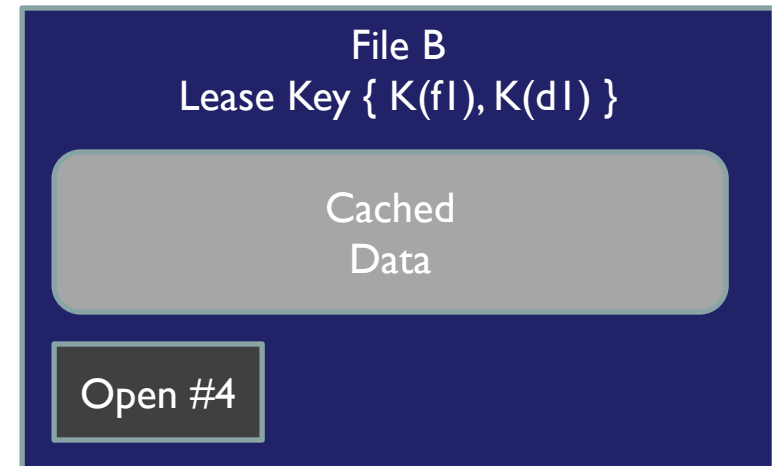 File B
Lease Key { K(f1), K(d1) }
Cached
Data
Open #4